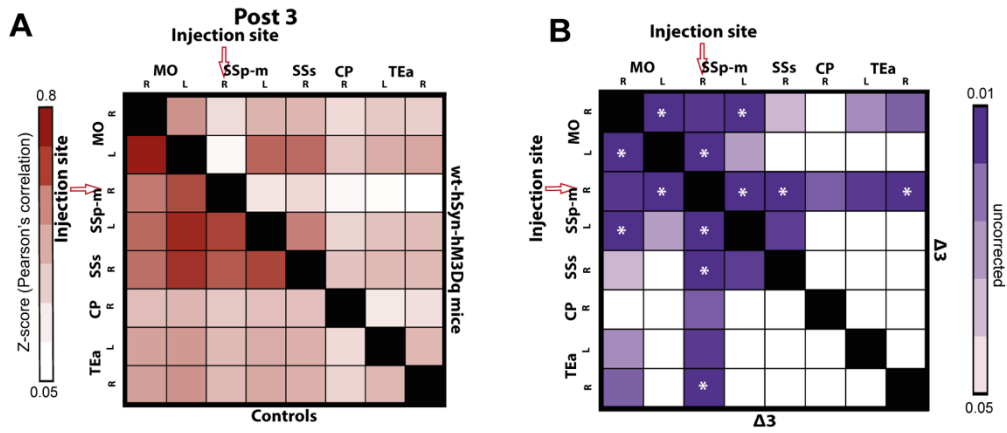 A
Post 3
Injection site
MO SSp-m SSs CP TEa
R L R L R R L R
0.8
Z-score (Pearson's correlation)
0.05
Injection site
MO
R
L
SSp-m
R
L
SSs
R
CP
R
TEa
L
R
wt-hSyn-hM3Dq mice
Controls
B
Injection site
MO SSp-m SSs CP TEa
R L R L R R L R
Injection site
MO
R
L
SSp-m
R
L
SSs
R
CP
R
TEa
L
R
* *
* *
* * * *
* *
*
*
Δ3
Δ3
0.01
uncorrected
0.05